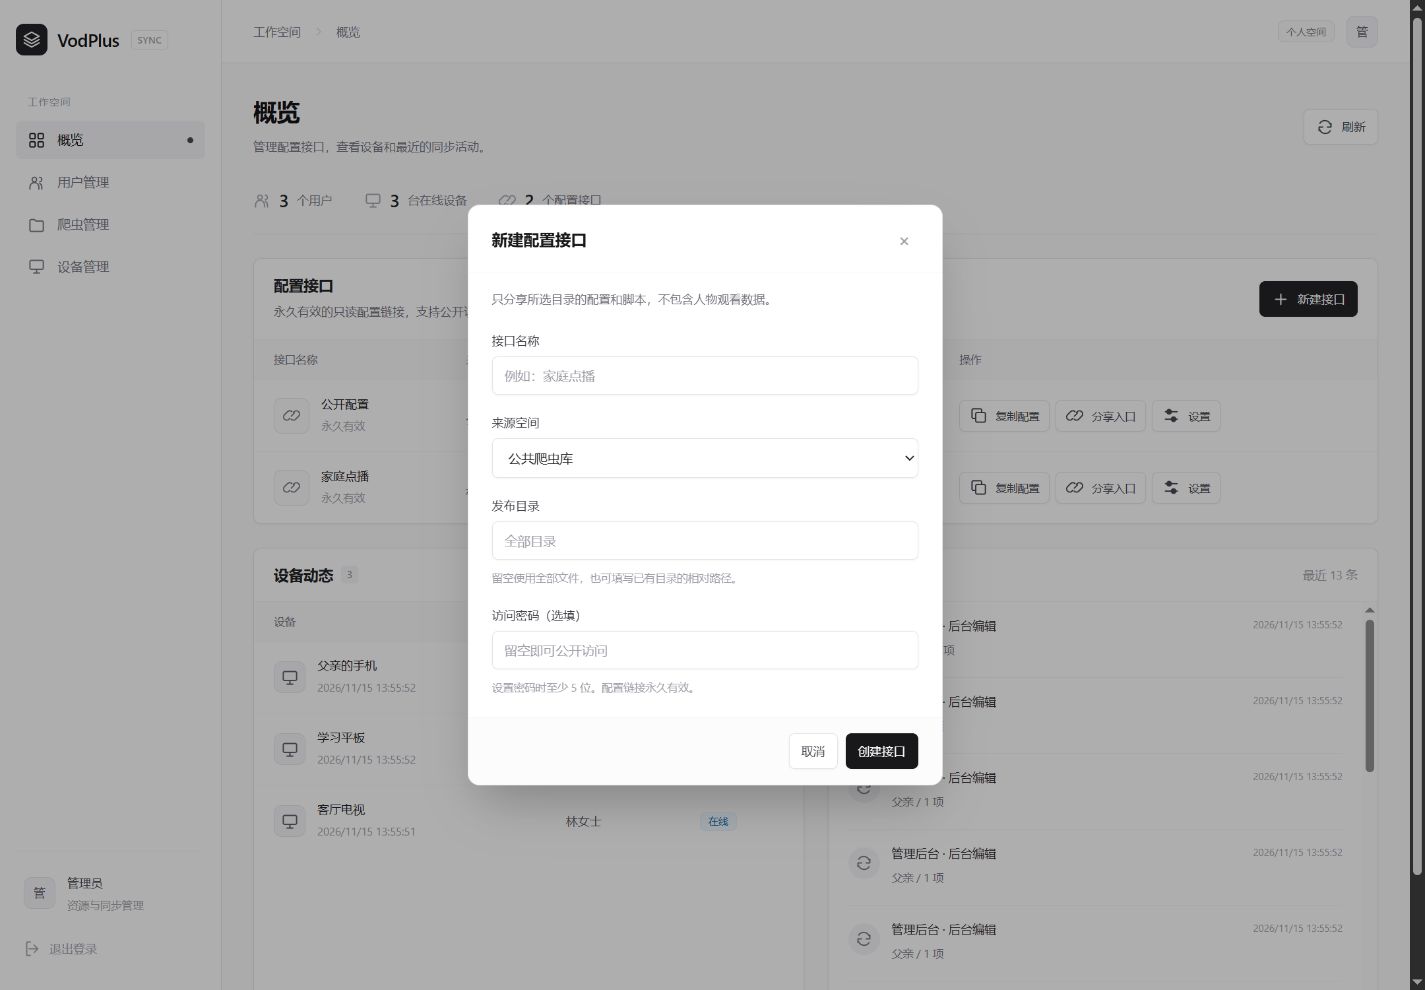 VodPlus SYNC
工作空间
概览
用户管理
爬虫管理
设备管理
管 管理员
资源与同步管理
退出登录
工作空间 概览
个人空间 管
概览
管理配置接口，查看设备和最近的同步活动。
刷新
3 个用户 3 台在线设备 2 个配置接口
配置接口
永久有效的只读配置链接，支持公开
新建接口
接口名称 操作
公开配置
永久有效
复制配置 分享入口 设置
家庭点播
永久有效
复制配置 分享入口 设置
设备动态 3
设备
父亲的手机
2026/11/15 13:55:52
学习平板
2026/11/15 13:55:52
客厅电视
2026/11/15 13:55:51
林女士 在线
最近 13 条
· 后台编辑 2026/11/15 13:55:52
项
· 后台编辑 2026/11/15 13:55:52
· 后台编辑 2026/11/15 13:55:52
父亲 / 1 项
管理后台 · 后台编辑 2026/11/15 13:55:52
父亲 / 1 项
管理后台 · 后台编辑 2026/11/15 13:55:52
父亲 / 1 项
新建配置接口 ×
只分享所选目录的配置和脚本，不包含人物观看数据。
接口名称
例如：家庭点播
来源空间
公共爬虫库
发布目录
全部目录
留空使用全部文件，也可填写已有目录的相对路径。
访问密码（选填）
留空即可公开访问
设置密码时至少 5 位。配置链接永久有效。
取消 创建接口